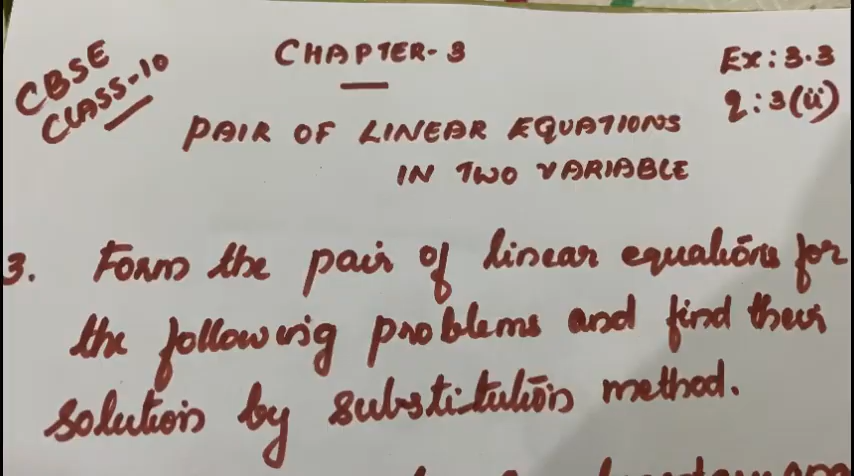 CBSE
CLASS-10
CHAPTER-3
Ex: 3.3
Q: 3(ii)
PAIR OF LINEAR EQUATIONS
IN TWO VARIABLE
3. Form the pair of linear equations for
the following problems and find their
solution by substitution method.